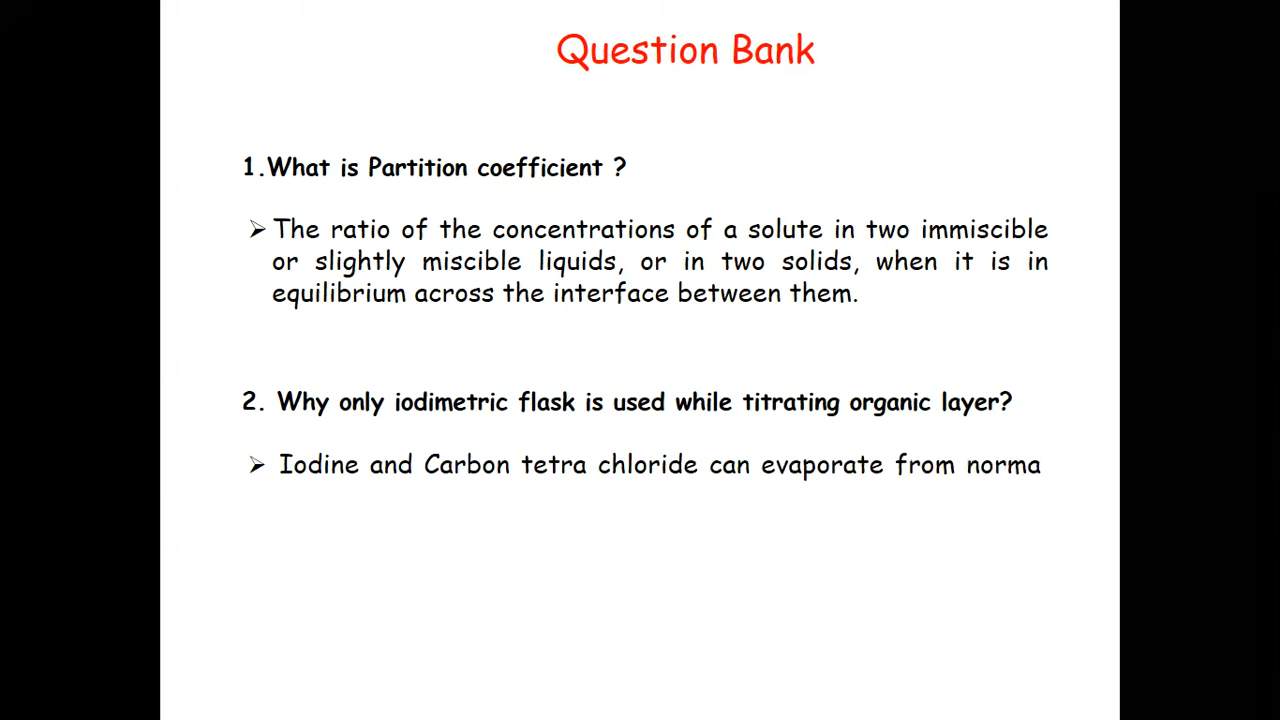 Question Bank
1.What is Partition coefficient ?
➢ The ratio of the concentrations of a solute in two immiscible
or slightly miscible liquids, or in two solids, when it is in
equilibrium across the interface between them.
2. Why only iodimetric flask is used while titrating organic layer?
➢ Iodine and Carbon tetra chloride can evaporate from norma